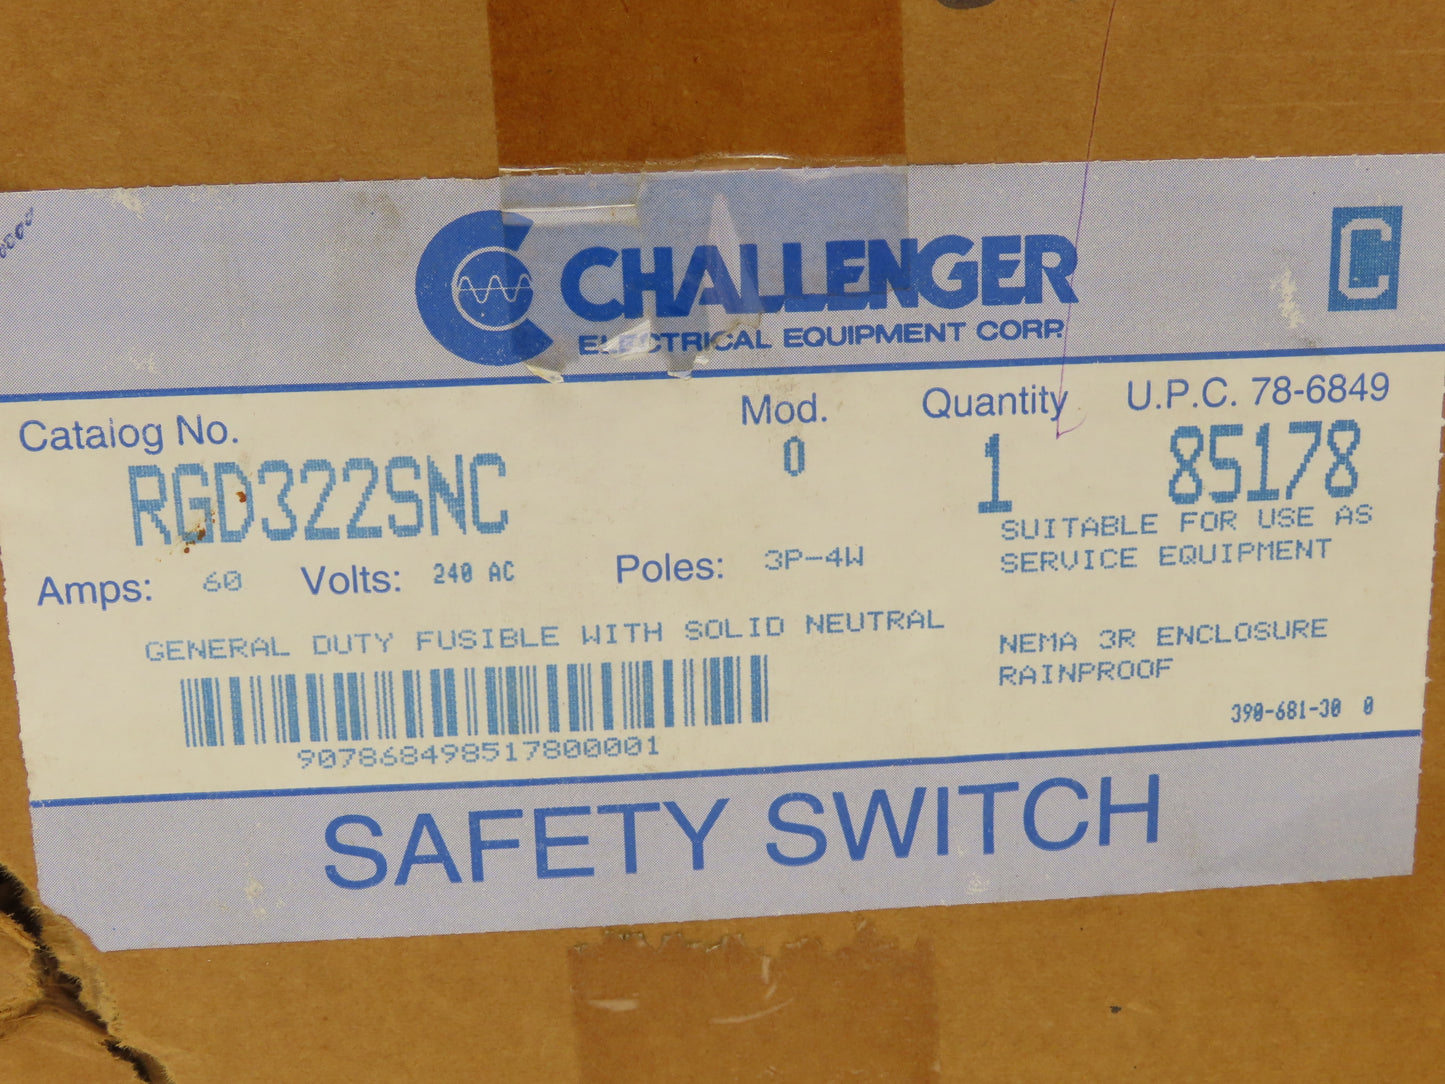 CHALLENGER
ELECTRICAL EQUIPMENT CORP.
C
Catalog No.
RGD322SNC
Mod.
0
Quantity
1
U.P.C. 78-6849
85178
SUITABLE FOR USE AS
SERVICE EQUIPMENT
Amps: 60 Volts: 240 AC Poles: 3P-4W
GENERAL DUTY FUSIBLE WITH SOLID NEUTRAL
NEMA 3R ENCLOSURE
RAINPROOF
907868498517800001
390-681-30 0
SAFETY SWITCH